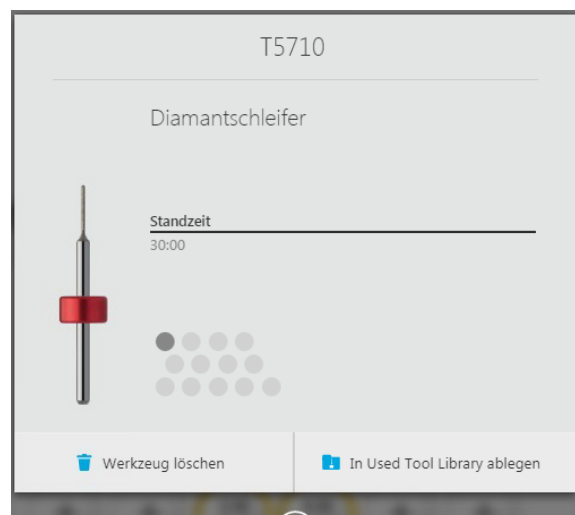 T5710
Diamantschleifer
Standzeit
30:00
Werkzeug löschen
In Used Tool Library ablegen